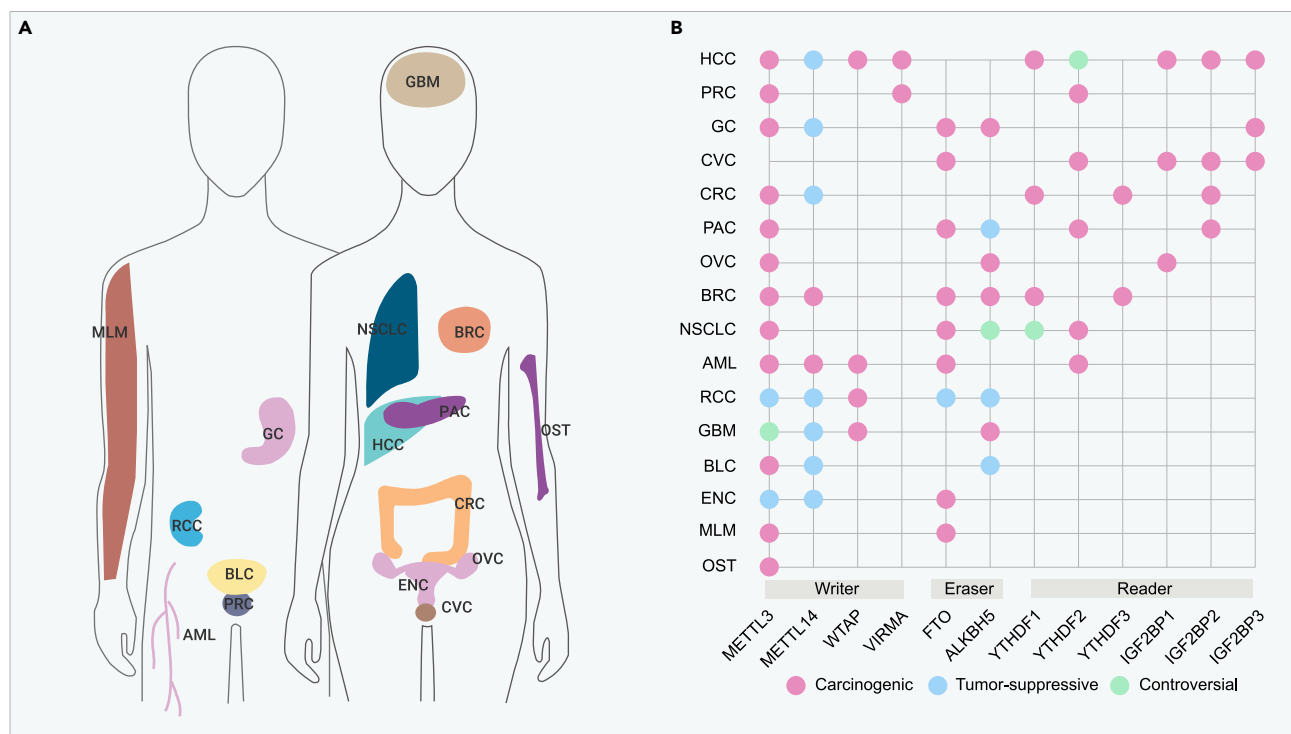 A
GBM
MLM
NSCLC
BRC
GC
PAC
HCC
OST
CRC
RCC
OVC
BLC
ENC
PRC
CVC
AML
B
HCC
PRC
GC
CVC
CRC
PAC
OVC
BRC
NSCLC
AML
RCC
GBM
BLC
ENC
MLM
OST
Writer Eraser Reader
METTL3 METTL14 WTAP VIRMA FTO ALKBH5 YTHDF1 YTHDF2 YTHDF3 IGF2BP1 IGF2BP2 IGF2BP3
Carcinogenic Tumor-suppressive Controversial